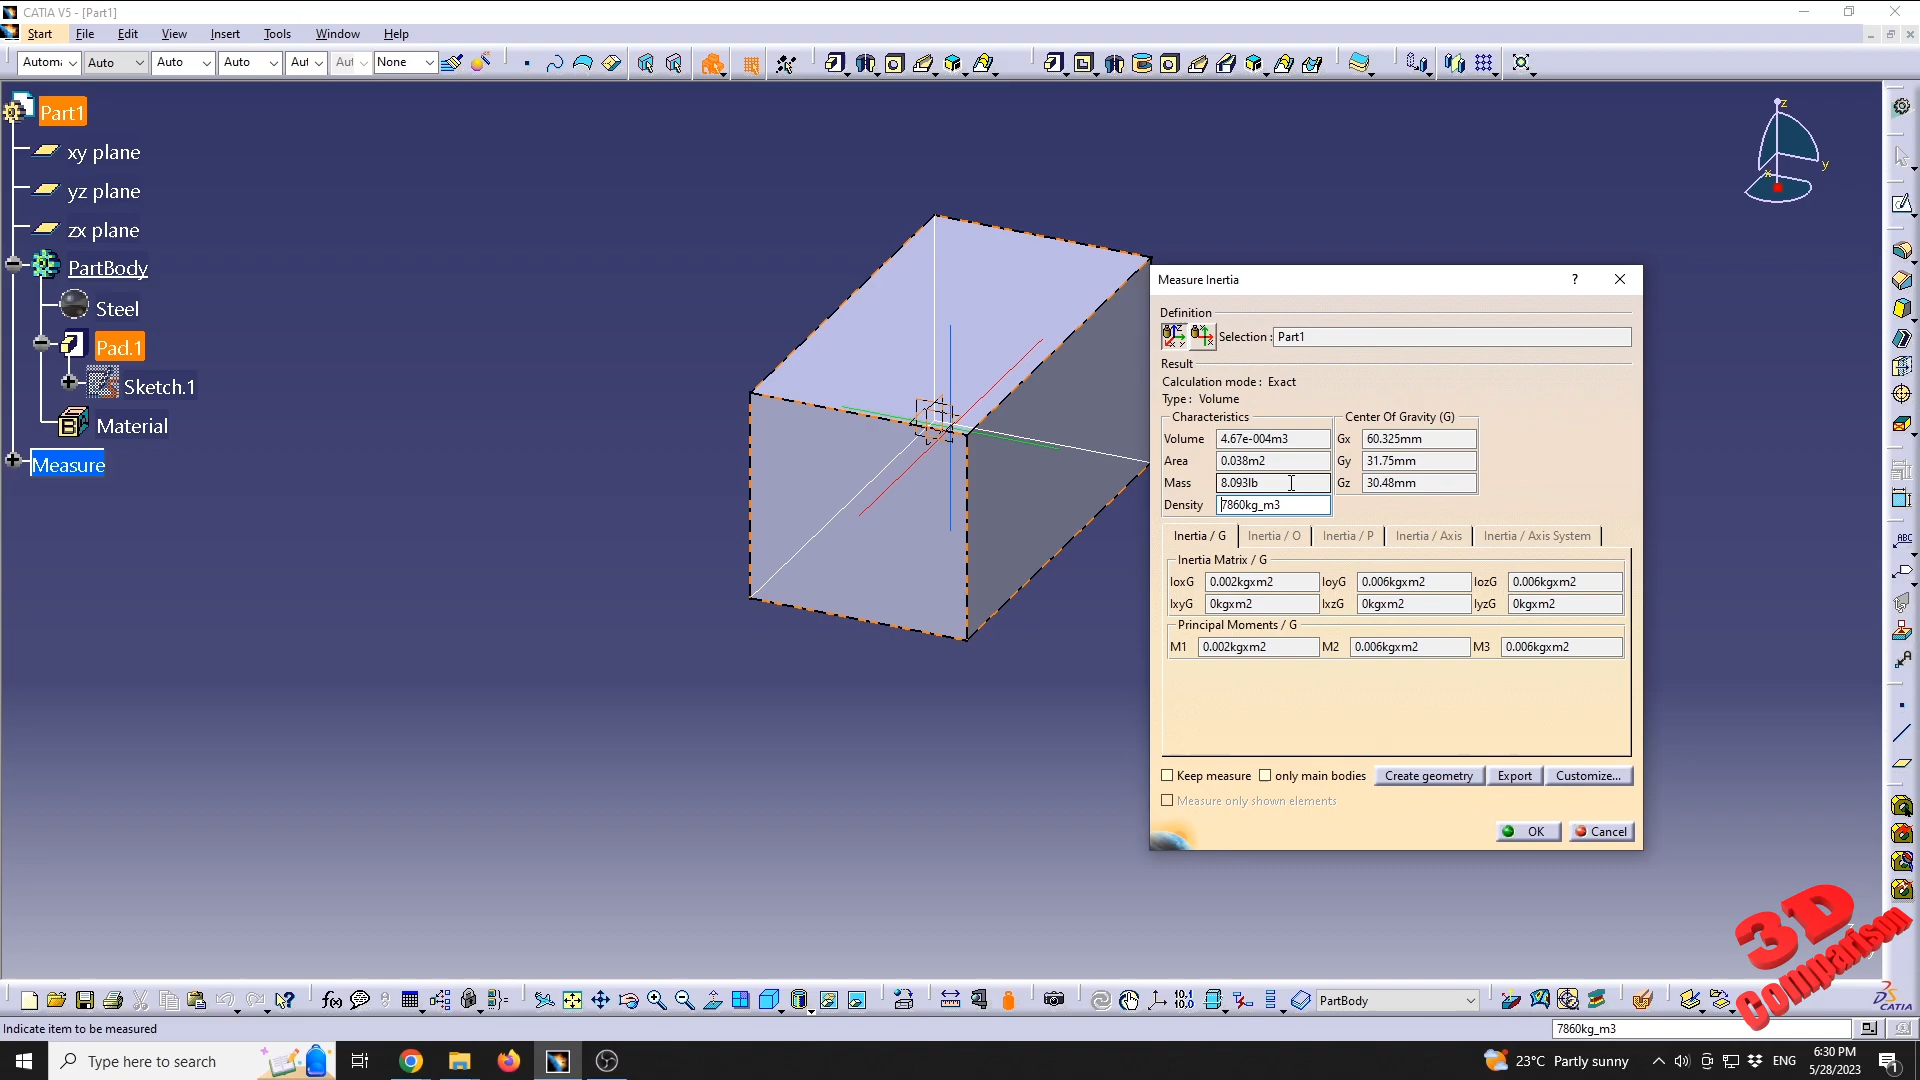 CATIA V5 - [Part1]
Start File Edit View Insert Tools Window Help
Automa Auto Auto Auto Aut Aut None
Part1
xy plane
yz plane
zx plane
PartBody
Steel
Pad.1
Sketch.1
Material
Measure
z
y
x
Measure Inertia ?
Definition
Selection : Part1
Result
Calculation mode : Exact
Type : Volume
Characteristics Center Of Gravity (G)
Volume 4.67e-004m3 Gx 60.325mm
Area 0.038m2 Gy 31.75mm
Mass 8.093lb Gz 30.48mm
Density 7860kg_m3
Inertia / G Inertia / O Inertia / P Inertia / Axis Inertia / Axis System
Inertia Matrix / G
IoxG 0.002kgxm2 IoyG 0.006kgxm2 IozG 0.006kgxm2
IxyG 0kgxm2 IxzG 0kgxm2 IyzG 0kgxm2
Principal Moments / G
M1 0.002kgxm2 M2 0.006kgxm2 M3 0.006kgxm2
Keep measure only main bodies Create geometry Export Customize...
Measure only shown elements
OK Cancel
3D
Comparison
PartBody
CATIA
Indicate item to be measured
7860kg_m3
Type here to search
23°C Partly sunny
ENG
6:30 PM
5/28/2023
1